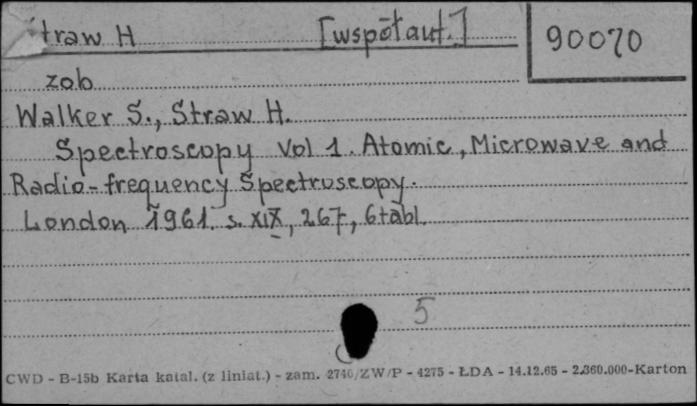 Straw H [współaut.] 90070
zob
Walker S., Straw H.
Spectroscopy Vol 1. Atomic, Microwave and
Radio-frequency Spectroscopy.
London 1961. s. XIX, 267, 6 tabl.
5
CWD - B-15b Karta katal. (z liniat.) - zam. 2740/ZW/P - 4275 - ŁDA - 14.12.65 - 2.360.000-Karton